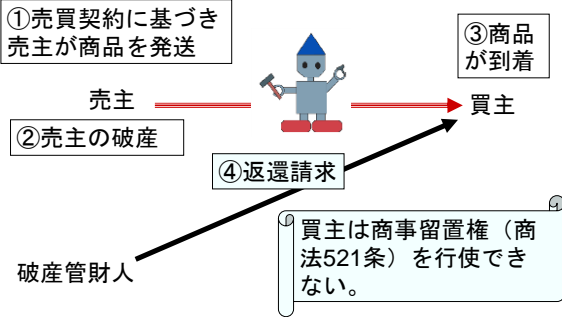 ①売買契約に基づき
売主が商品を発送
③商品
が到着
売主
買主
②売主の破産
④返還請求
買主は商事留置権（商
法521条）を行使でき
ない。
破産管財人